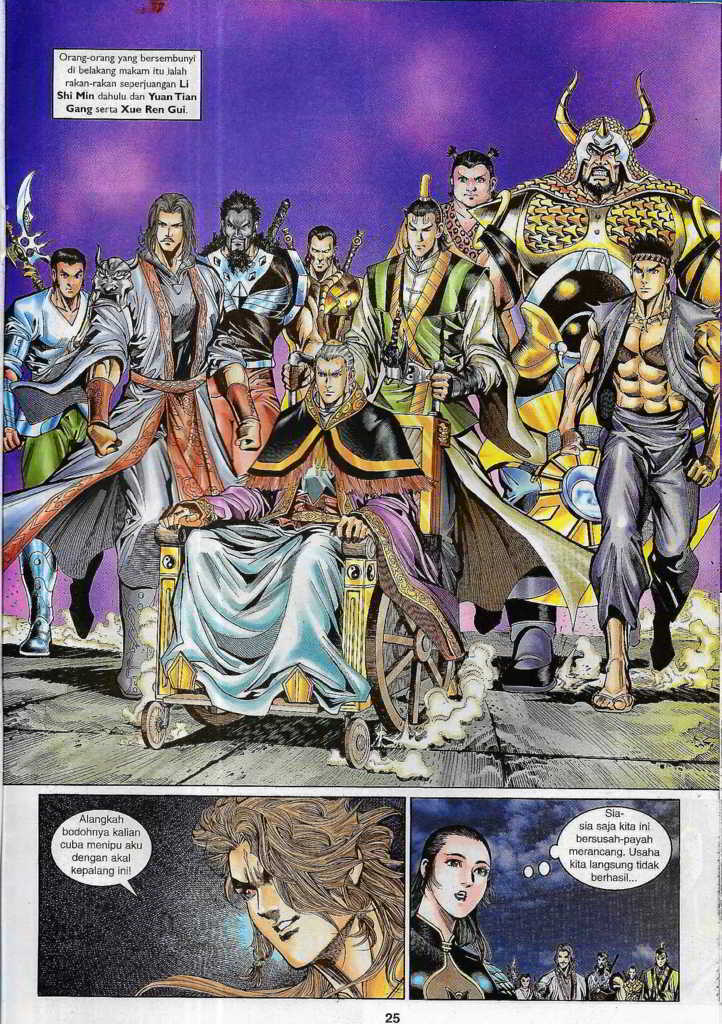 Orang-orang yang bersembunyi
di belakang makam itu ialah
rakan-rakan seperjuangan Li
Shi Min dahulu dan Yuan Tian
Gang serta Xue Ren Gui.
Alangkah
bodohnya kalian
cuba menipu aku
dengan akal
kepalang ini!
Sia-
sia saja kita ini
bersusah-payah
merancang. Usaha
kita langsung tidak
berhasil...
25